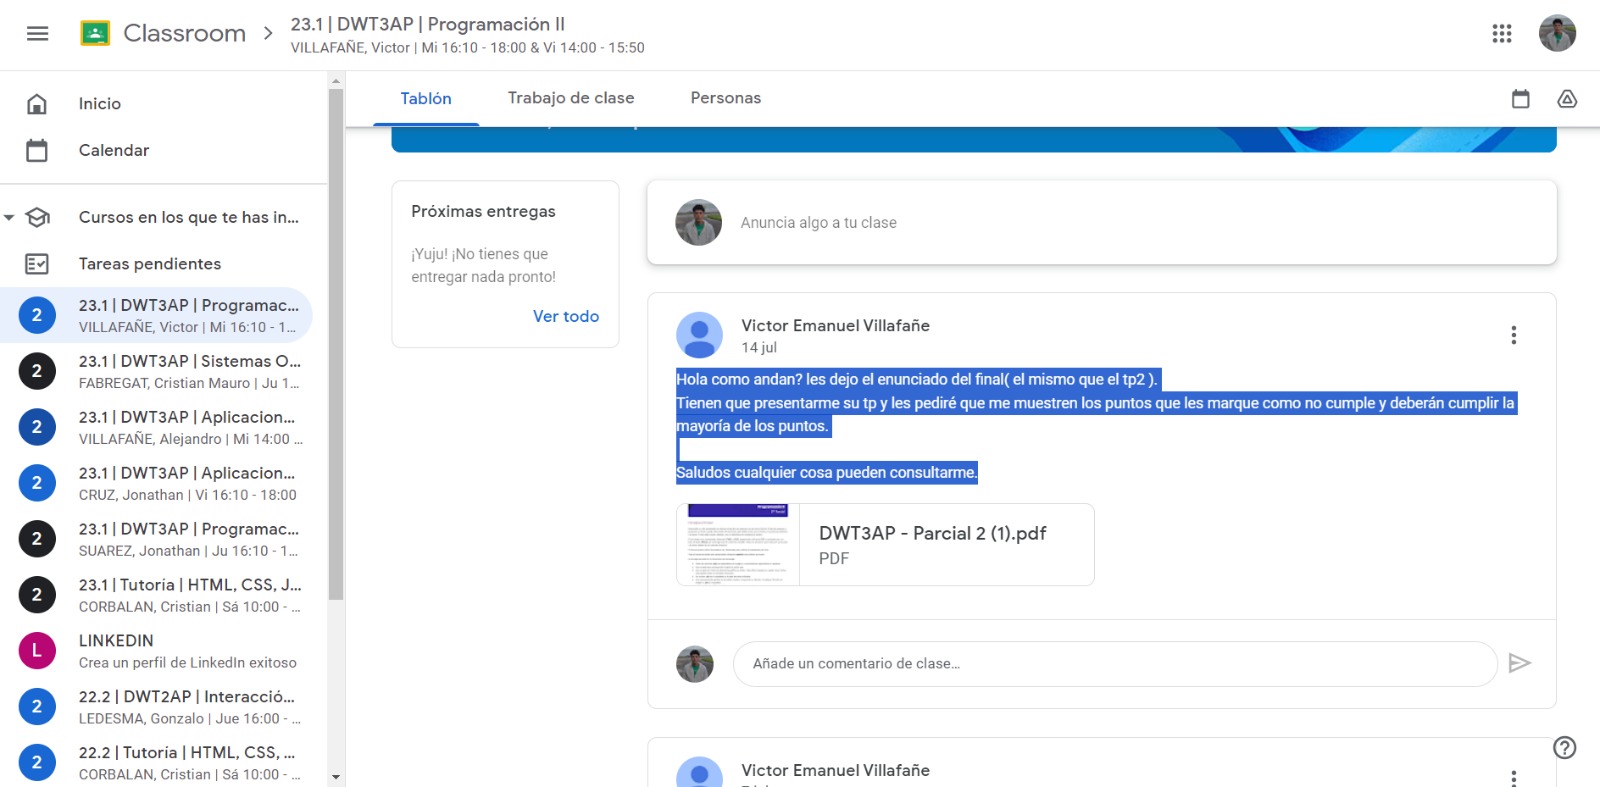 Classroom
23.1 | DWT3AP | Programación II
VILLAFAÑE, Victor | Mi 16:10 - 18:00 & Vi 14:00 - 15:50
Inicio
Calendar
Cursos en los que te has in...
Tareas pendientes
2
23.1 | DWT3AP | Programac...
VILLAFAÑE, Victor | Mi 16:10 - 1...
2
23.1 | DWT3AP | Sistemas O...
FABREGAT, Cristian Mauro | Ju 1...
2
23.1 | DWT3AP | Aplicacion...
VILLAFAÑE, Alejandro | Mi 14:00 ...
2
23.1 | DWT3AP | Aplicacion...
CRUZ, Jonathan | Vi 16:10 - 18:00
2
23.1 | DWT3AP | Programac...
SUAREZ, Jonathan | Ju 16:10 - 1...
2
23.1 | Tutoría | HTML, CSS, J...
CORBALAN, Cristian | Sá 10:00 - ...
L
LINKEDIN
Crea un perfil de LinkedIn exitoso
2
22.2 | DWT2AP | Interacció...
LEDESMA, Gonzalo | Jue 16:00 - ...
2
22.2 | Tutoría | HTML, CSS, ...
CORBALAN, Cristian | Sá 10:00 - ...
Tablón
Trabajo de clase
Personas
Próximas entregas
¡Yuju! ¡No tienes que
entregar nada pronto!
Ver todo
Anuncia algo a tu clase
Victor Emanuel Villafañe
14 jul
Hola como andan? les dejo el enunciado del final( el mismo que el tp2 ).
Tienen que presentarme su tp y les pediré que me muestren los puntos que les marque como no cumple y deberán cumplir la
mayoría de los puntos.
Saludos cualquier cosa pueden consultarme.
DWT3AP - Parcial 2 (1).pdf
PDF
Añade un comentario de clase...
Victor Emanuel Villafañe